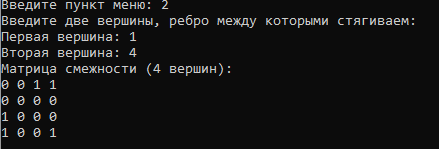 Введите пункт меню: 2
Введите две вершины, ребро между которыми стягиваем:
Первая вершина: 1
Вторая вершина: 4
Матрица смежности (4 вершин):
0 0 1 1
0 0 0 0
1 0 0 0
1 0 0 1